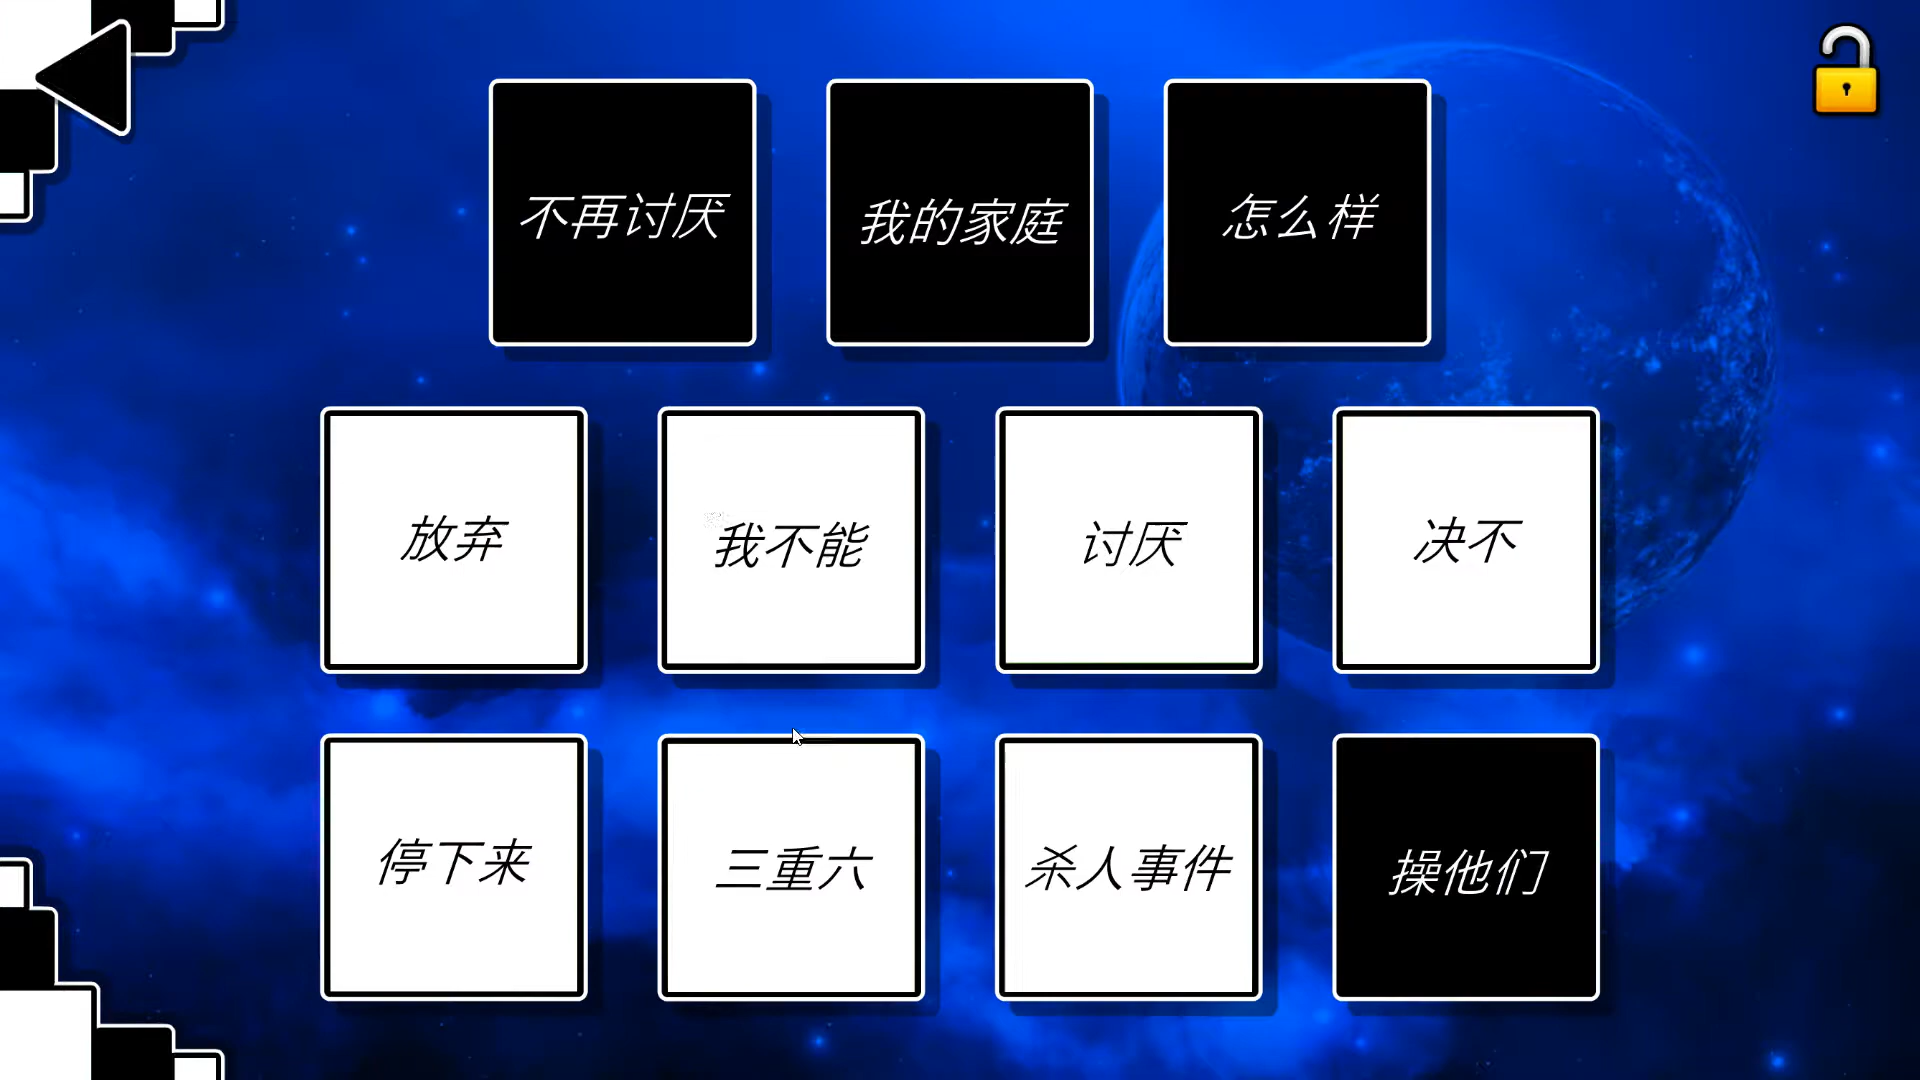 不再讨厌
我的家庭
怎么样
放弃
我不能
讨厌
决不
停下来
三重六
杀人事件
操他们